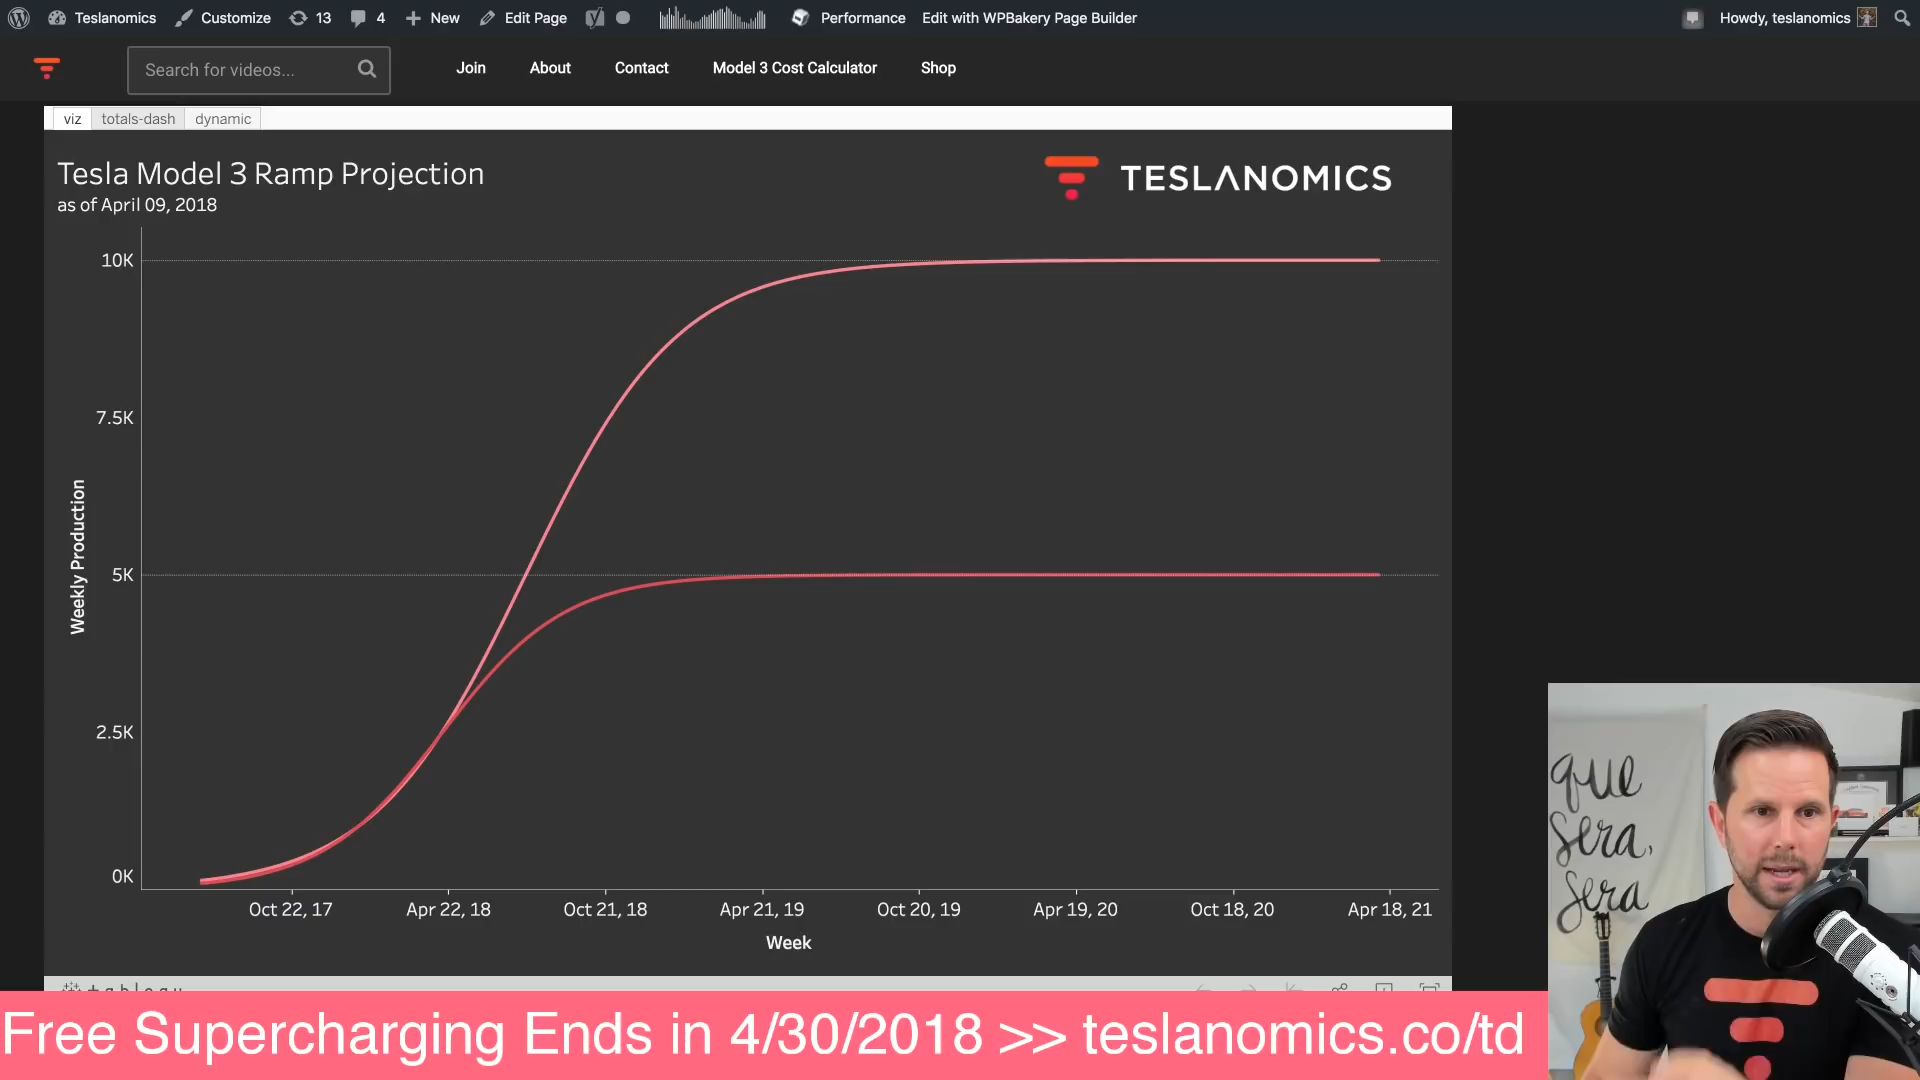 Teslanomics Customize 13 4 New Edit Page Performance Edit with WPBakery Page Builder Howdy, teslanomics
Search for videos... Join About Contact Model 3 Cost Calculator Shop
viz totals-dash dynamic
Tesla Model 3 Ramp Projection
as of April 09, 2018
TESLANOMICS
10K
7.5K
5K
2.5K
0K
Weekly Production
Oct 22, 17 Apr 22, 18 Oct 21, 18 Apr 21, 19 Oct 20, 19 Apr 19, 20 Oct 18, 20 Apr 18, 21
Week
que
sera,
sera
Free Supercharging Ends in 4/30/2018 >> teslanomics.co/td